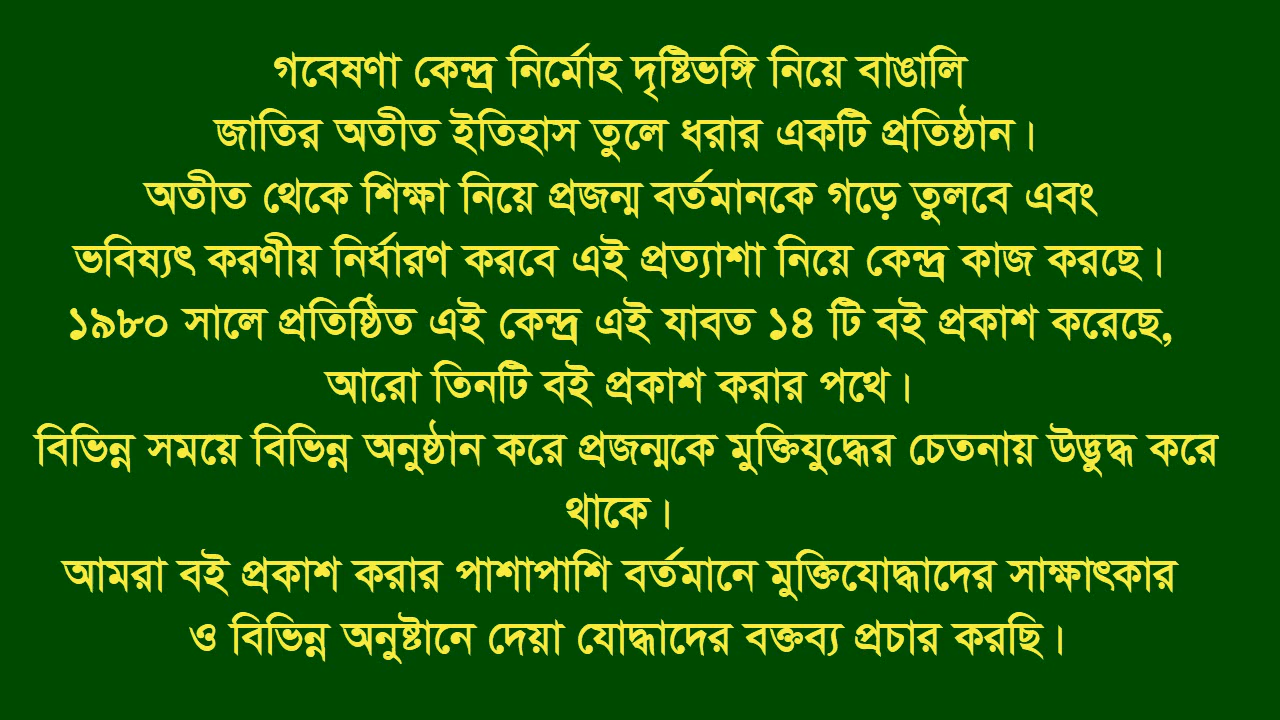 গবেষণা কেন্দ্র নির্মোহ দৃষ্টিভঙ্গি নিয়ে বাঙালি
জাতির অতীত ইতিহাস তুলে ধরার একটি প্রতিষ্ঠান।
অতীত থেকে শিক্ষা নিয়ে প্রজন্ম বর্তমানকে গড়ে তুলবে এবং
ভবিষ্যৎ করণীয় নির্ধারণ করবে এই প্রত্যাশা নিয়ে কেন্দ্র কাজ করছে।
১৯৮০ সালে প্রতিষ্ঠিত এই কেন্দ্র এই যাবত ১৪ টি বই প্রকাশ করেছে,
আরো তিনটি বই প্রকাশ করার পথে।
বিভিন্ন সময়ে বিভিন্ন অনুষ্ঠান করে প্রজন্মকে মুক্তিযুদ্ধের চেতনায় উদ্ভুদ্ধ করে
থাকে।
আমরা বই প্রকাশ করার পাশাপাশি বর্তমানে মুক্তিযোদ্ধাদের সাক্ষাৎকার
ও বিভিন্ন অনুষ্টানে দেয়া যোদ্ধাদের বক্তব্য প্রচার করছি।